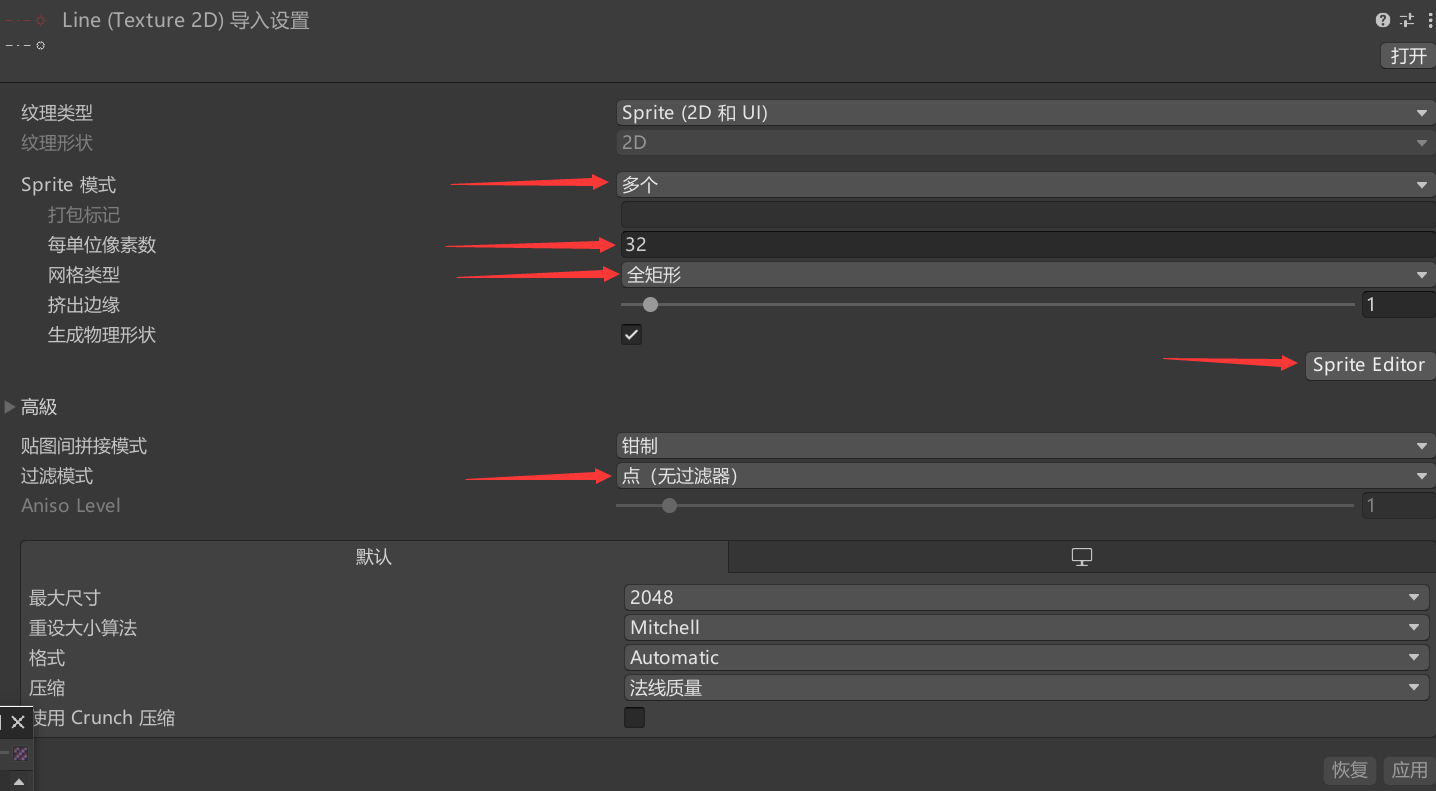 Line (Texture 2D) 导入设置
打开
纹理类型 Sprite (2D 和 UI)
纹理形状 2D
Sprite 模式 多个
打包标记
每单位像素数 32
网格类型 全矩形
挤出边缘 1
生成物理形状
Sprite Editor
高級
贴图间拼接模式 钳制
过滤模式 点（无过滤器）
Aniso Level 1
默认
最大尺寸 2048
重设大小算法 Mitchell
格式 Automatic
压缩 法线质量
使用 Crunch 压缩
恢复 应用